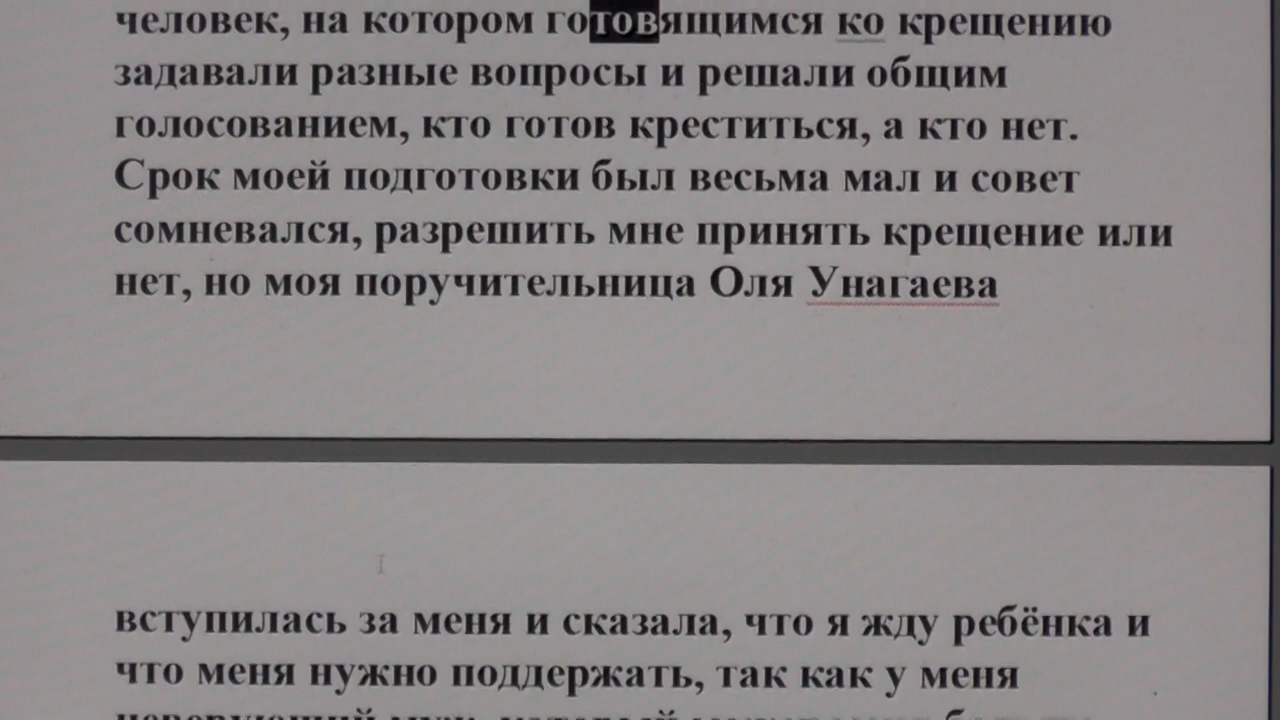 человек, на котором готовящимся ко крещению
задавали разные вопросы и решали общим
голосованием, кто готов креститься, а кто нет.
Срок моей подготовки был весьма мал и совет
сомневался, разрешить мне принять крещение или
нет, но моя поручительница Оля Унагаева
вступилась за меня и сказала, что я жду ребёнка и
что меня нужно поддержать, так как у меня